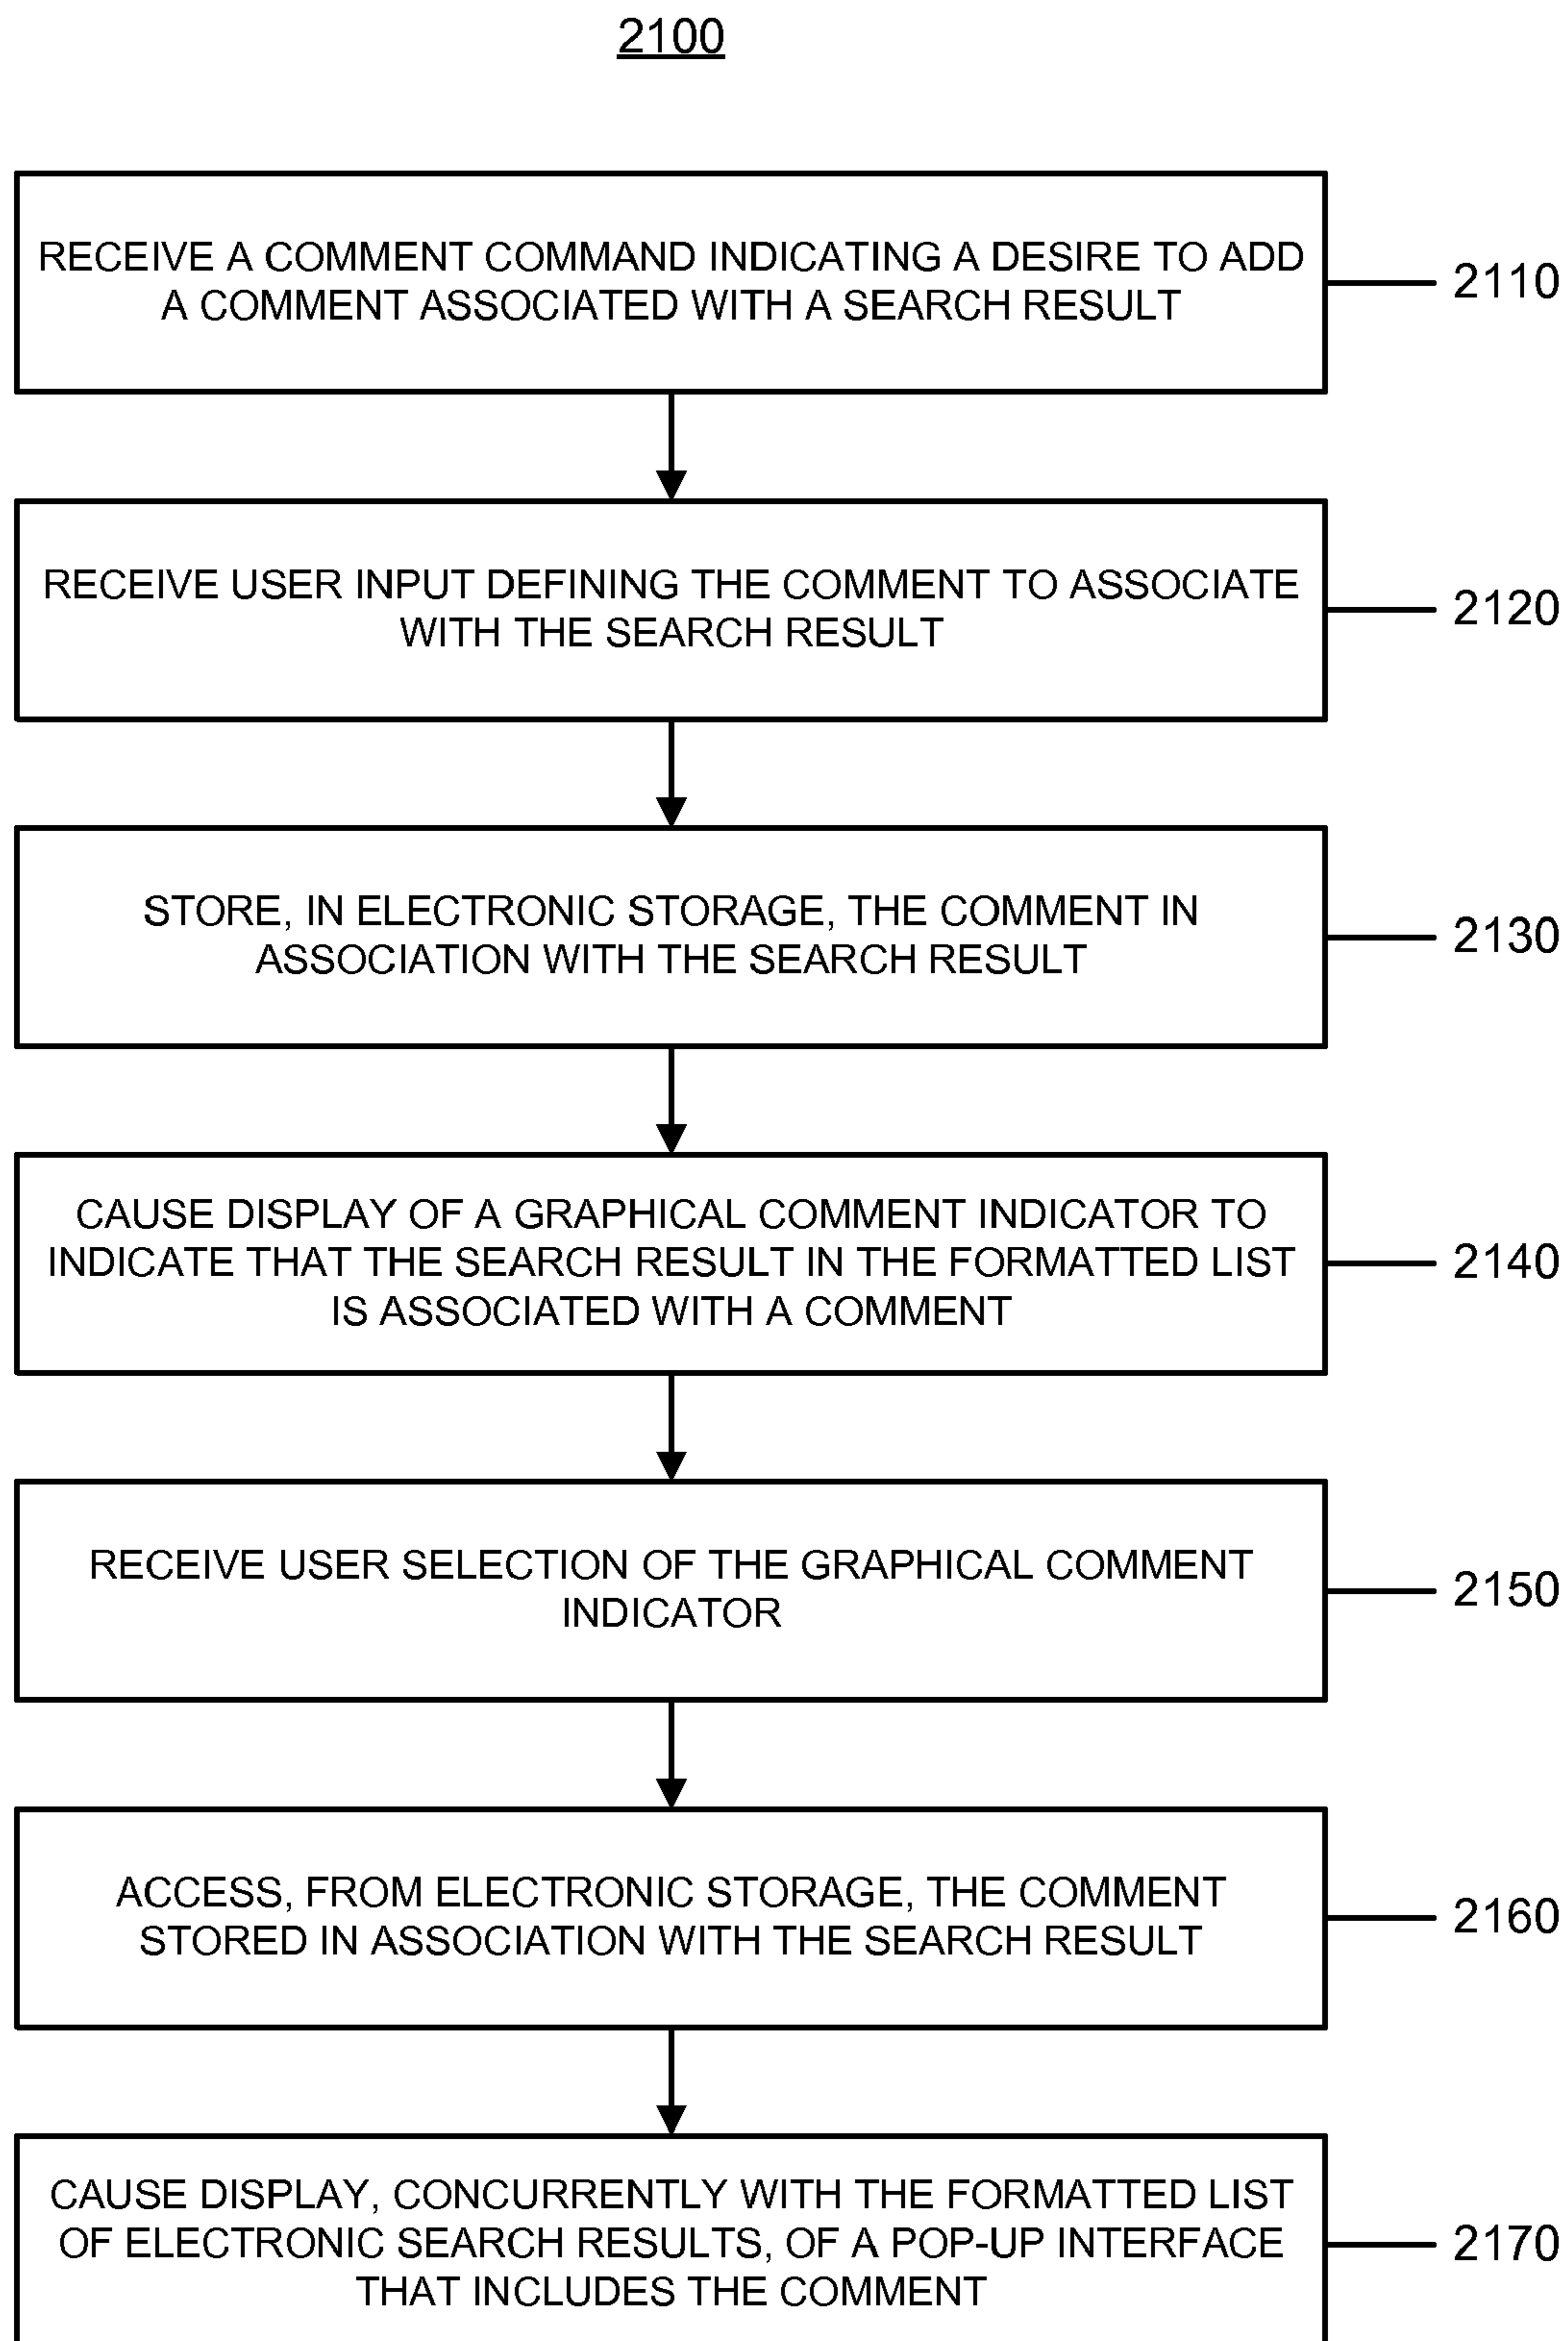 2100
RECEIVE A COMMENT COMMAND INDICATING A DESIRE TO ADD
A COMMENT ASSOCIATED WITH A SEARCH RESULT
2110
RECEIVE USER INPUT DEFINING THE COMMENT TO ASSOCIATE
WITH THE SEARCH RESULT
2120
STORE, IN ELECTRONIC STORAGE, THE COMMENT IN
ASSOCIATION WITH THE SEARCH RESULT
2130
CAUSE DISPLAY OF A GRAPHICAL COMMENT INDICATOR TO
INDICATE THAT THE SEARCH RESULT IN THE FORMATTED LIST
IS ASSOCIATED WITH A COMMENT
2140
RECEIVE USER SELECTION OF THE GRAPHICAL COMMENT
INDICATOR
2150
ACCESS, FROM ELECTRONIC STORAGE, THE COMMENT
STORED IN ASSOCIATION WITH THE SEARCH RESULT
2160
CAUSE DISPLAY, CONCURRENTLY WITH THE FORMATTED LIST
OF ELECTRONIC SEARCH RESULTS, OF A POP-UP INTERFACE
THAT INCLUDES THE COMMENT
2170